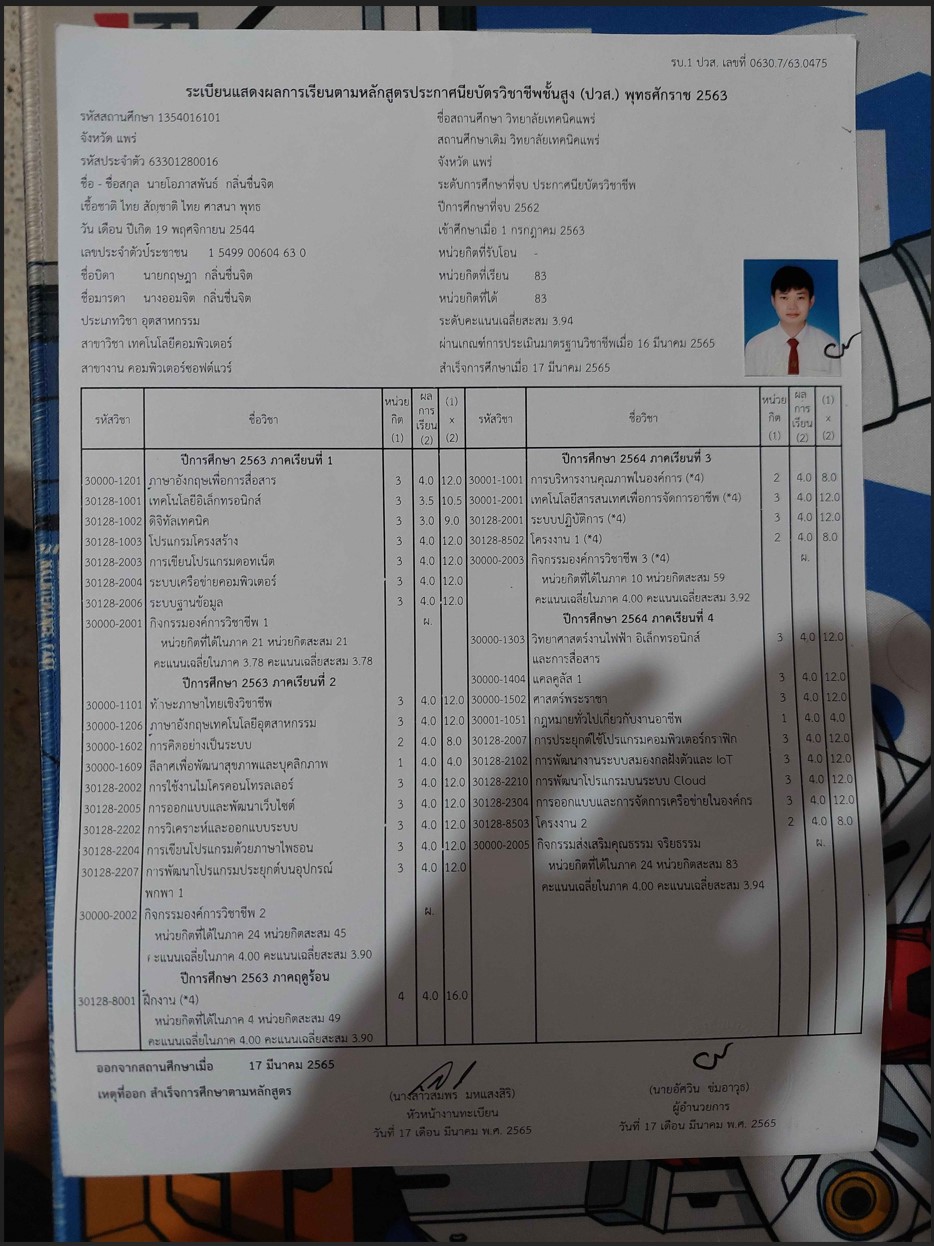 รบ.1 ปวส. เลขที่ 0630.7/63.0475
ระเบียนแสดงผลการเรียนตามหลักสูตรประกาศนียบัตรวิชาชีพชั้นสูง (ปวส.) พุทธศักราช 2563
รหัสสถานศึกษา 1354016101
จังหวัด แพร่
รหัสประจำตัว 63301280016
ชื่อ - ชื่อสกุล นายโอภาสพันธ์ กลิ่นชื่นจิต
เชื้อชาติ ไทย สัญชาติ ไทย ศาสนา พุทธ
วัน เดือน ปีเกิด 19 พฤศจิกายน 2544
เลขประจำตัวประชาชน 1 5499 00604 63 0
ชื่อบิดา นายกฤษฎา กลิ่นชื่นจิต
ชื่อมารดา นางออมจิต กลิ่นชื่นจิต
ประเภทวิชา อุตสาหกรรม
สาขาวิชา เทคโนโลยีคอมพิวเตอร์
สาขางาน คอมพิวเตอร์ซอฟต์แวร์
ชื่อสถานศึกษา วิทยาลัยเทคนิคแพร่
สถานศึกษาเดิม วิทยาลัยเทคนิคแพร่
จังหวัด แพร่
ระดับการศึกษาที่จบ ประกาศนียบัตรวิชาชีพ
ปีการศึกษาที่จบ 2562
เข้าศึกษาเมื่อ 1 กรกฎาคม 2563
หน่วยกิตที่รับโอน -
หน่วยกิตที่เรียน 83
หน่วยกิตที่ได้ 83
ระดับคะแนนเฉลี่ยสะสม 3.94
ผ่านเกณฑ์การประเมินมาตรฐานวิชาชีพเมื่อ 16 มีนาคม 2565
สำเร็จการศึกษาเมื่อ 17 มีนาคม 2565
รหัสวิชา ชื่อวิชา หน่วยกิต (1) ผลการเรียน (2) (1) x (2)
ปีการศึกษา 2563 ภาคเรียนที่ 1
30000-1201 ภาษาอังกฤษเพื่อการสื่อสาร 3 4.0 12.0
30128-1001 เทคโนโลยีอิเล็กทรอนิกส์ 3 3.5 10.5
30128-1002 ดิจิทัลเทคนิค 3 3.0 9.0
30128-1003 โปรแกรมโครงสร้าง 3 4.0 12.0
30128-2003 การเขียนโปรแกรมดอทเน็ต 3 4.0 12.0
30128-2004 ระบบเครือข่ายคอมพิวเตอร์ 3 4.0 12.0
30128-2006 ระบบฐานข้อมูล 3 4.0 12.0
30000-2001 กิจกรรมองค์การวิชาชีพ 1 ผ.
หน่วยกิตที่ได้ในภาค 21 หน่วยกิตสะสม 21
คะแนนเฉลี่ยในภาค 3.78 คะแนนเฉลี่ยสะสม 3.78
ปีการศึกษา 2563 ภาคเรียนที่ 2
30000-1101 ทักษะภาษาไทยเชิงวิชาชีพ 3 4.0 12.0
30000-1206 ภาษาอังกฤษเทคโนโลยีอุตสาหกรรม 3 4.0 12.0
30000-1602 การคิดอย่างเป็นระบบ 2 4.0 8.0
30000-1609 ลีลาศเพื่อพัฒนาสุขภาพและบุคลิกภาพ 1 4.0 4.0
30128-2002 การใช้งานไมโครคอนโทรลเลอร์ 3 4.0 12.0
30128-2005 การออกแบบและพัฒนาเว็บไซต์ 3 4.0 12.0
30128-2202 การวิเคราะห์และออกแบบระบบ 3 4.0 12.0
30128-2204 การเขียนโปรแกรมด้วยภาษาไพธอน 3 4.0 12.0
30128-2207 การพัฒนาโปรแกรมประยุกต์บนอุปกรณ์ 3 4.0 12.0
พกพา 1
30000-2002 กิจกรรมองค์การวิชาชีพ 2 ผ.
หน่วยกิตที่ได้ในภาค 24 หน่วยกิตสะสม 45
คะแนนเฉลี่ยในภาค 4.00 คะแนนเฉลี่ยสะสม 3.90
ปีการศึกษา 2563 ภาคฤดูร้อน
30128-8001 ฝึกงาน (*4) 4 4.0 16.0
หน่วยกิตที่ได้ในภาค 4 หน่วยกิตสะสม 49
คะแนนเฉลี่ยในภาค 4.00 คะแนนเฉลี่ยสะสม 3.90
รหัสวิชา ชื่อวิชา หน่วยกิต (1) ผลการเรียน (2) (1) x (2)
ปีการศึกษา 2564 ภาคเรียนที่ 3
30001-1001 การบริหารงานคุณภาพในองค์การ (*4) 2 4.0 8.0
30001-2001 เทคโนโลยีสารสนเทศเพื่อการจัดการอาชีพ (*4) 3 4.0 12.0
30128-2001 ระบบปฏิบัติการ (*4) 3 4.0 12.0
30128-8502 โครงงาน 1 (*4) 2 4.0 8.0
30000-2003 กิจกรรมองค์การวิชาชีพ 3 (*4) ผ.
หน่วยกิตที่ได้ในภาค 10 หน่วยกิตสะสม 59
คะแนนเฉลี่ยในภาค 4.00 คะแนนเฉลี่ยสะสม 3.92
ปีการศึกษา 2564 ภาคเรียนที่ 4
30000-1303 วิทยาศาสตร์งานไฟฟ้า อิเล็กทรอนิกส์ 3 4.0 12.0
และการสื่อสาร
30000-1404 แคลคูลัส 1 3 4.0 12.0
30000-1502 ศาสตร์พระราชา 3 4.0 12.0
30001-1051 กฎหมายทั่วไปเกี่ยวกับงานอาชีพ 1 4.0 4.0
30128-2007 การประยุกต์ใช้โปรแกรมคอมพิวเตอร์กราฟิก 3 4.0 12.0
30128-2102 การพัฒนางานระบบสมองกลฝังตัวและ IoT 3 4.0 12.0
30128-2210 การพัฒนาโปรแกรมบนระบบ Cloud 3 4.0 12.0
30128-2304 การออกแบบและการจัดการเครือข่ายในองค์กร 3 4.0 12.0
30128-8503 โครงงาน 2 2 4.0 8.0
30000-2005 กิจกรรมส่งเสริมคุณธรรม จริยธรรม ผ.
หน่วยกิตที่ได้ในภาค 24 หน่วยกิตสะสม 83
คะแนนเฉลี่ยในภาค 4.00 คะแนนเฉลี่ยสะสม 3.94
ออกจากสถานศึกษาเมื่อ 17 มีนาคม 2565
เหตุที่ออก สำเร็จการศึกษาตามหลักสูตร
(นางสาวสมพร มหแสงสิริ)
หัวหน้างานทะเบียน
วันที่ 17 เดือน มีนาคม พ.ศ. 2565
(นายอัศวิน ข่มอาวุธ)
ผู้อำนวยการ
วันที่ 17 เดือน มีนาคม พ.ศ. 2565